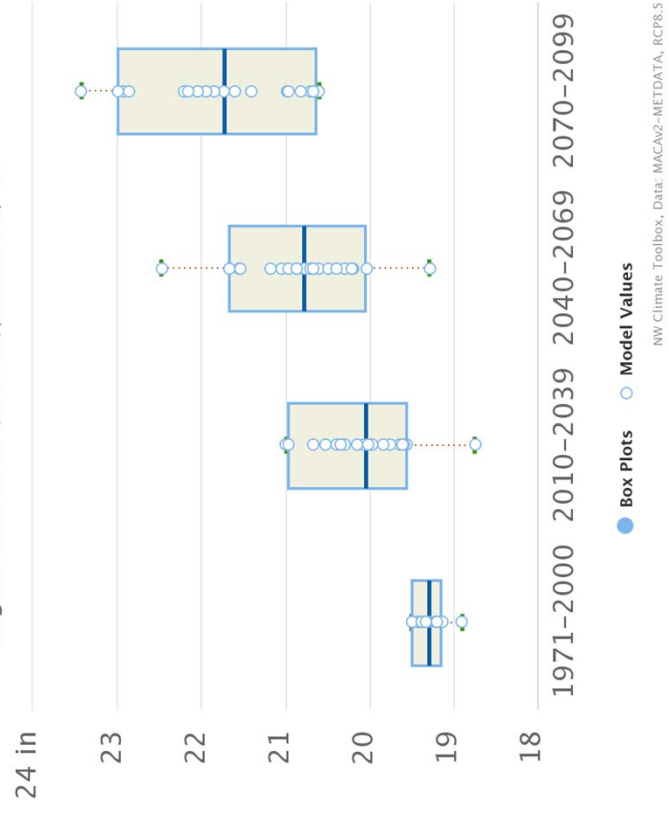 24 in
23
22
21
20
19
18
1971–2000
2010–2039
2040–2069
2070–2099
Box Plots
Model Values
NW Climate Toolbox, Data: MACAv2–METDATA, RCP8.5